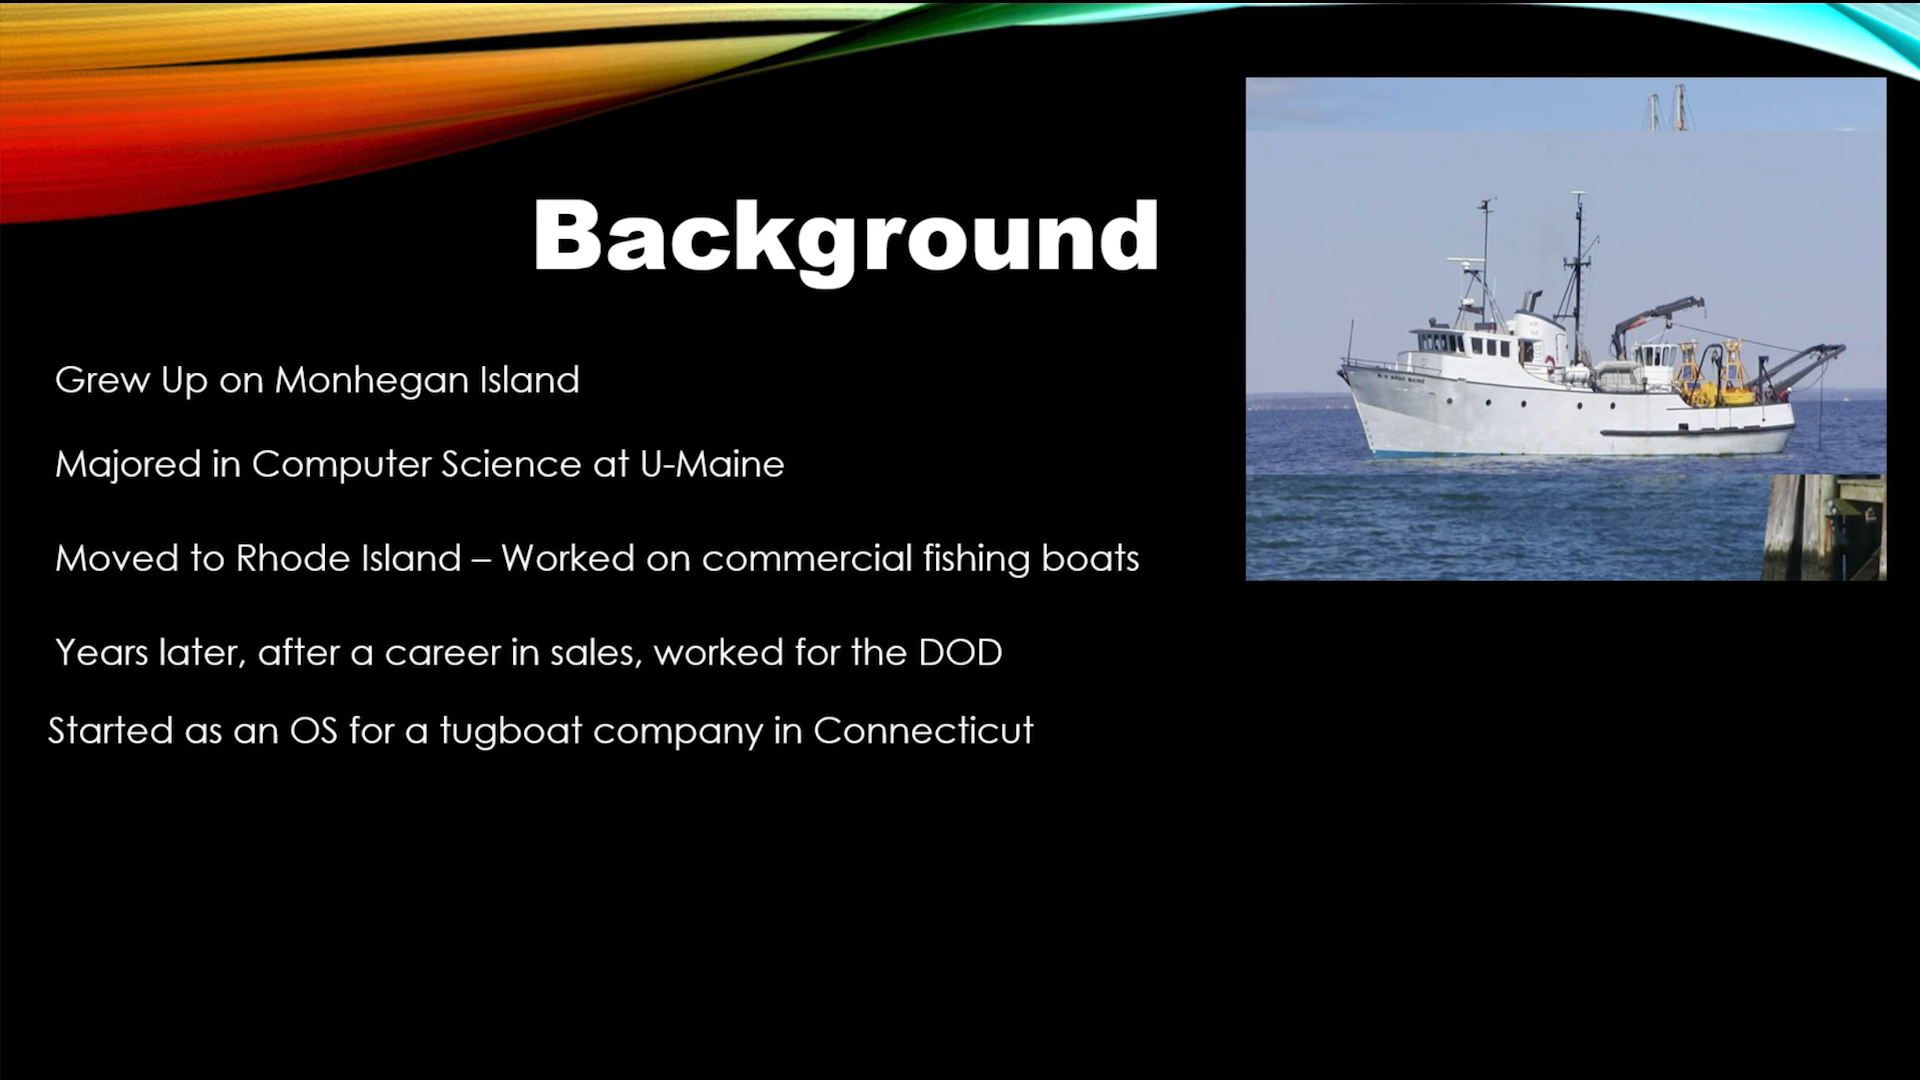 Background
Grew Up on Monhegan Island
Majored in Computer Science at U-Maine
Moved to Rhode Island – Worked on commercial fishing boats
Years later, after a career in sales, worked for the DOD
Started as an OS for a tugboat company in Connecticut